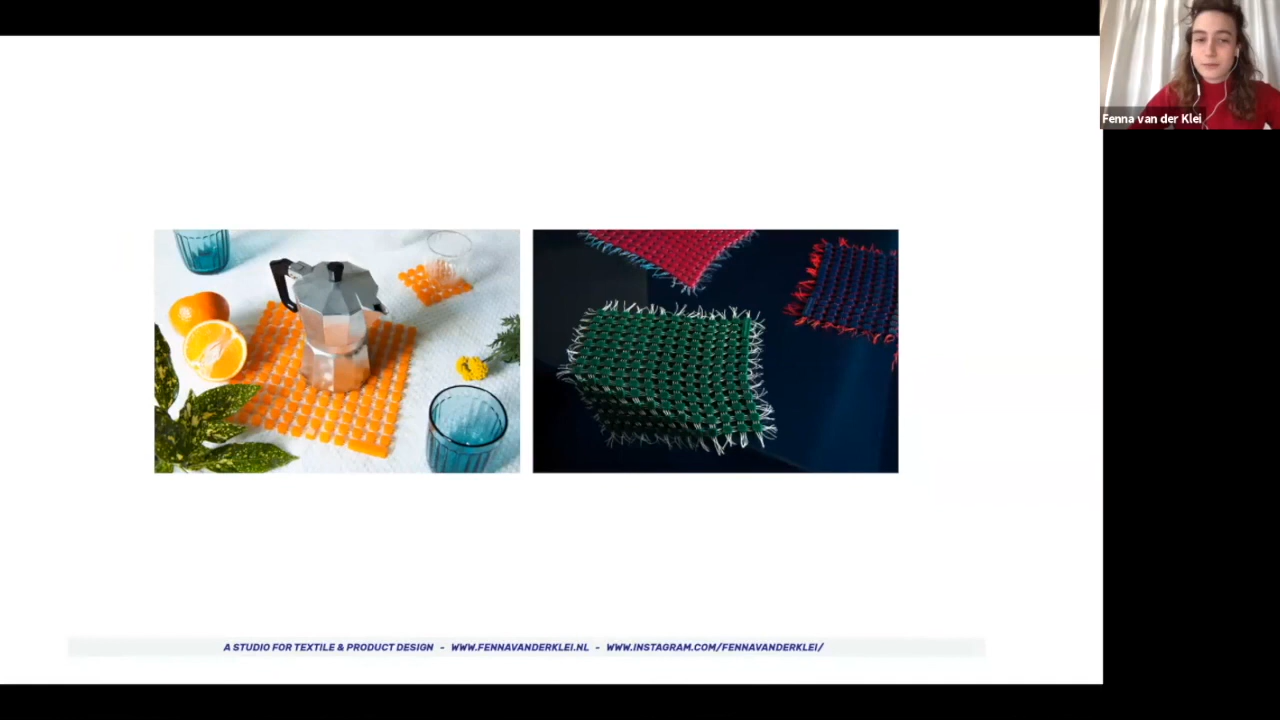 Fenna van der Klei
A STUDIO FOR TEXTILE & PRODUCT DESIGN - WWW.FENNAVANDERKLEI.NL - WWW.INSTAGRAM.COM/FENNAVANDERKLEI/